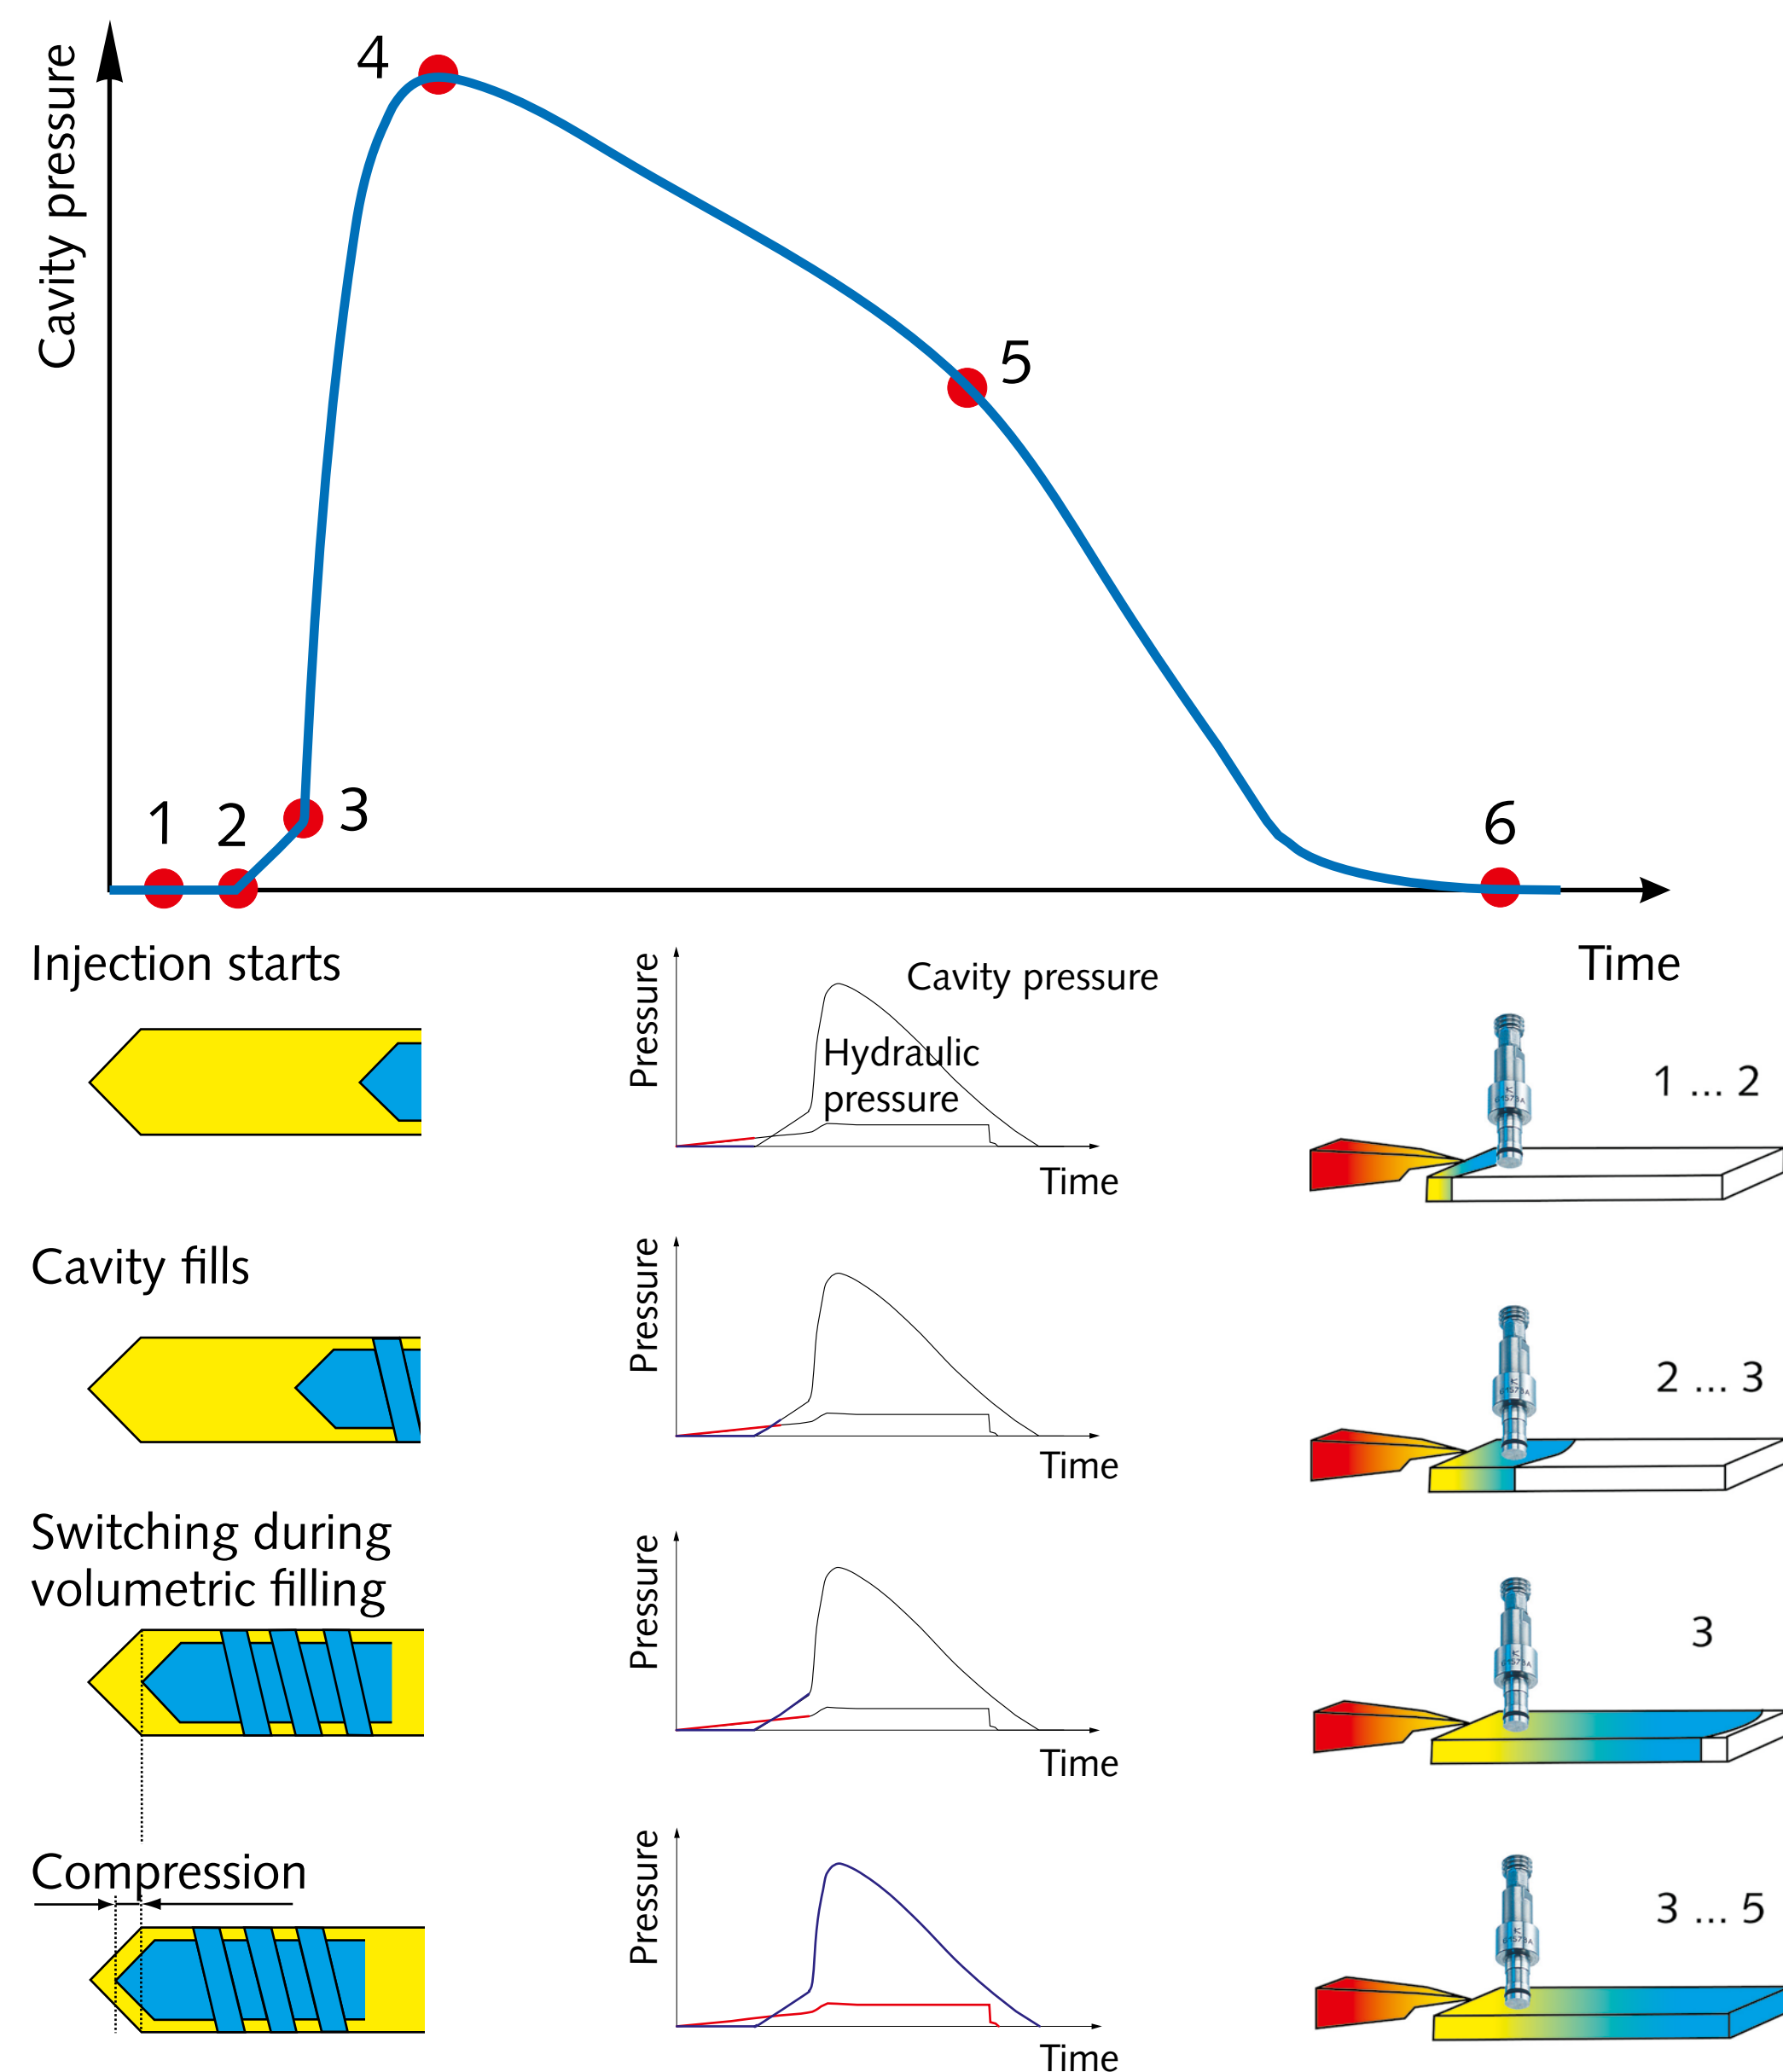 Cavity pressure
4
5
1
2
3
6
Time
Injection starts
Pressure
Cavity pressure
Hydraulic
pressure
Time
1 ... 2
Cavity fills
Pressure
Time
2 ... 3
Switching during
volumetric filling
Pressure
Time
3
Compression
Pressure
Time
3 ... 5